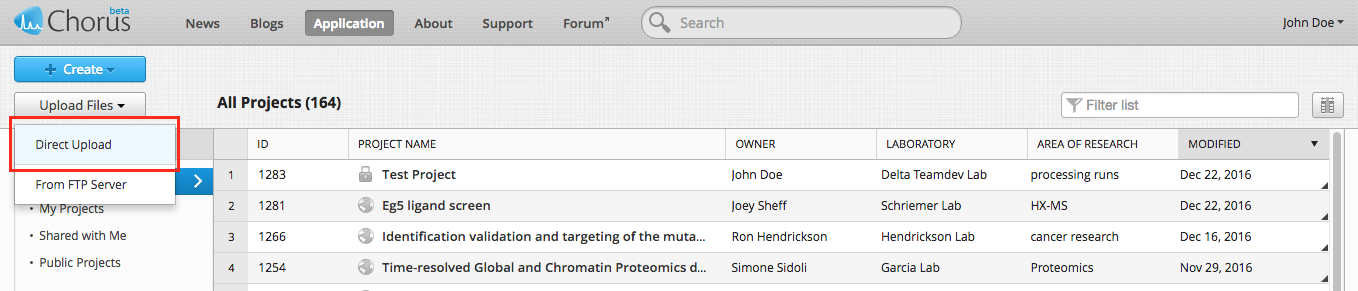 Chorus beta
News Blogs Application About Support Forum Search John Doe
+ Create
Upload Files All Projects (164) Filter list
Direct Upload
From FTP Server
My Projects
Shared with Me
Public Projects
ID PROJECT NAME OWNER LABORATORY AREA OF RESEARCH MODIFIED
1 1283 Test Project John Doe Delta Teamdev Lab processing runs Dec 22, 2016
2 1281 Eg5 ligand screen Joey Sheff Schriemer Lab HX-MS Dec 22, 2016
3 1266 Identification validation and targeting of the muta... Ron Hendrickson Hendrickson Lab cancer research Dec 16, 2016
4 1254 Time-resolved Global and Chromatin Proteomics d... Simone Sidoli Garcia Lab Proteomics Nov 29, 2016